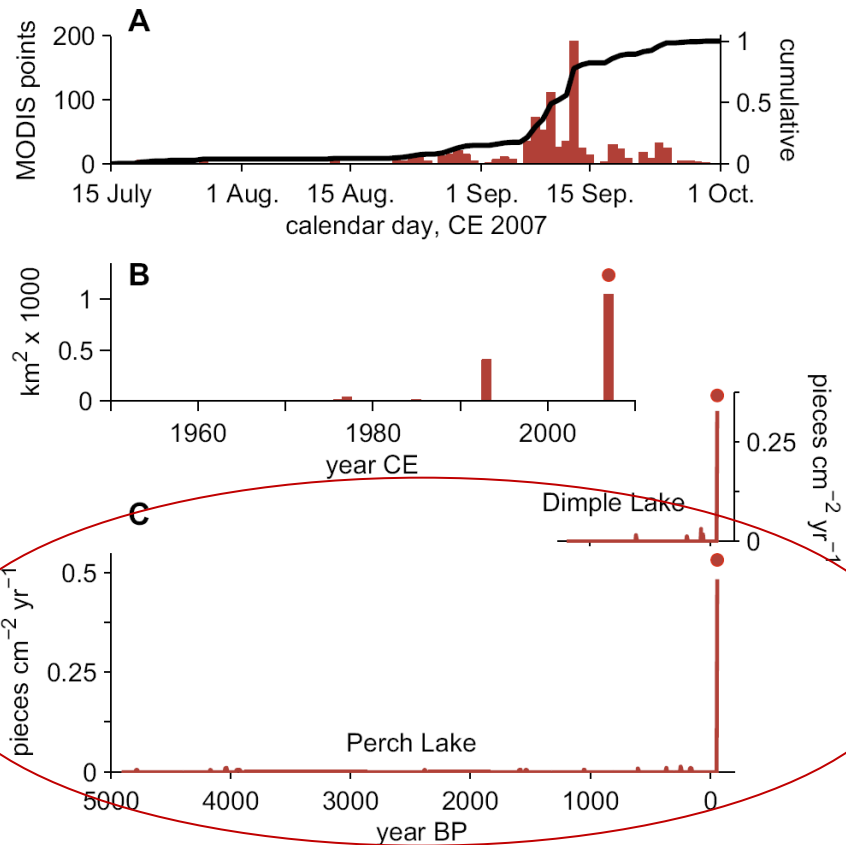 A
MODIS points
200
100
0
cumulative
1
0.5
0
15 July 1 Aug. 15 Aug. 1 Sep. 15 Sep. 1 Oct.
calendar day, CE 2007
B
km² x 1000
1
0.5
0
1960 1980 2000
year CE
pieces cm⁻² yr⁻¹
0.25
0
Dimple Lake
C
pieces cm⁻² yr⁻¹
0.5
0.25
0
Perch Lake
5000 4000 3000 2000 1000 0
year BP